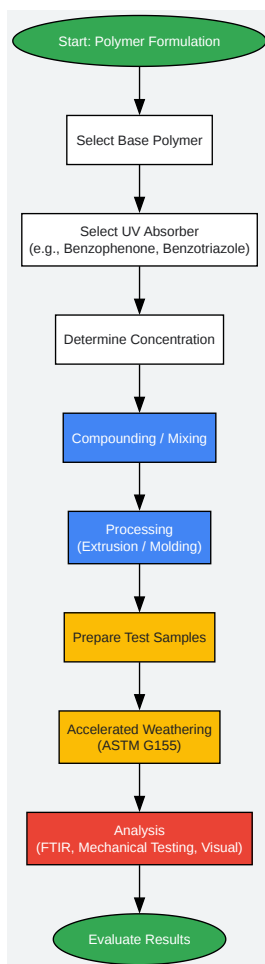 Start: Polymer Formulation
Select Base Polymer
Select UV Absorber
(e.g., Benzophenone, Benzotriazole)
Determine Concentration
Compounding / Mixing
Processing
(Extrusion / Molding)
Prepare Test Samples
Accelerated Weathering
(ASTM G155)
Analysis
(FTIR, Mechanical Testing, Visual)
Evaluate Results